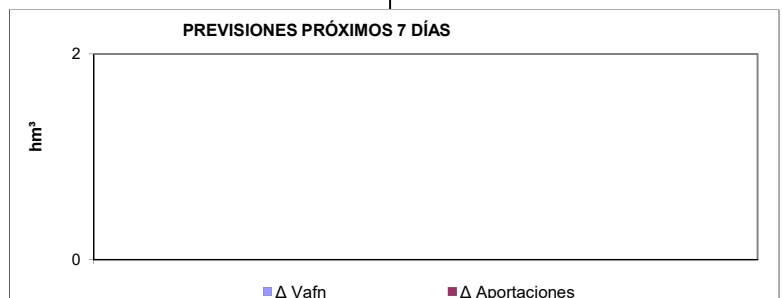 PREVISIONES PRÓXIMOS 7 DÍAS
2
hm³
0
Δ Vafn Δ Aportaciones